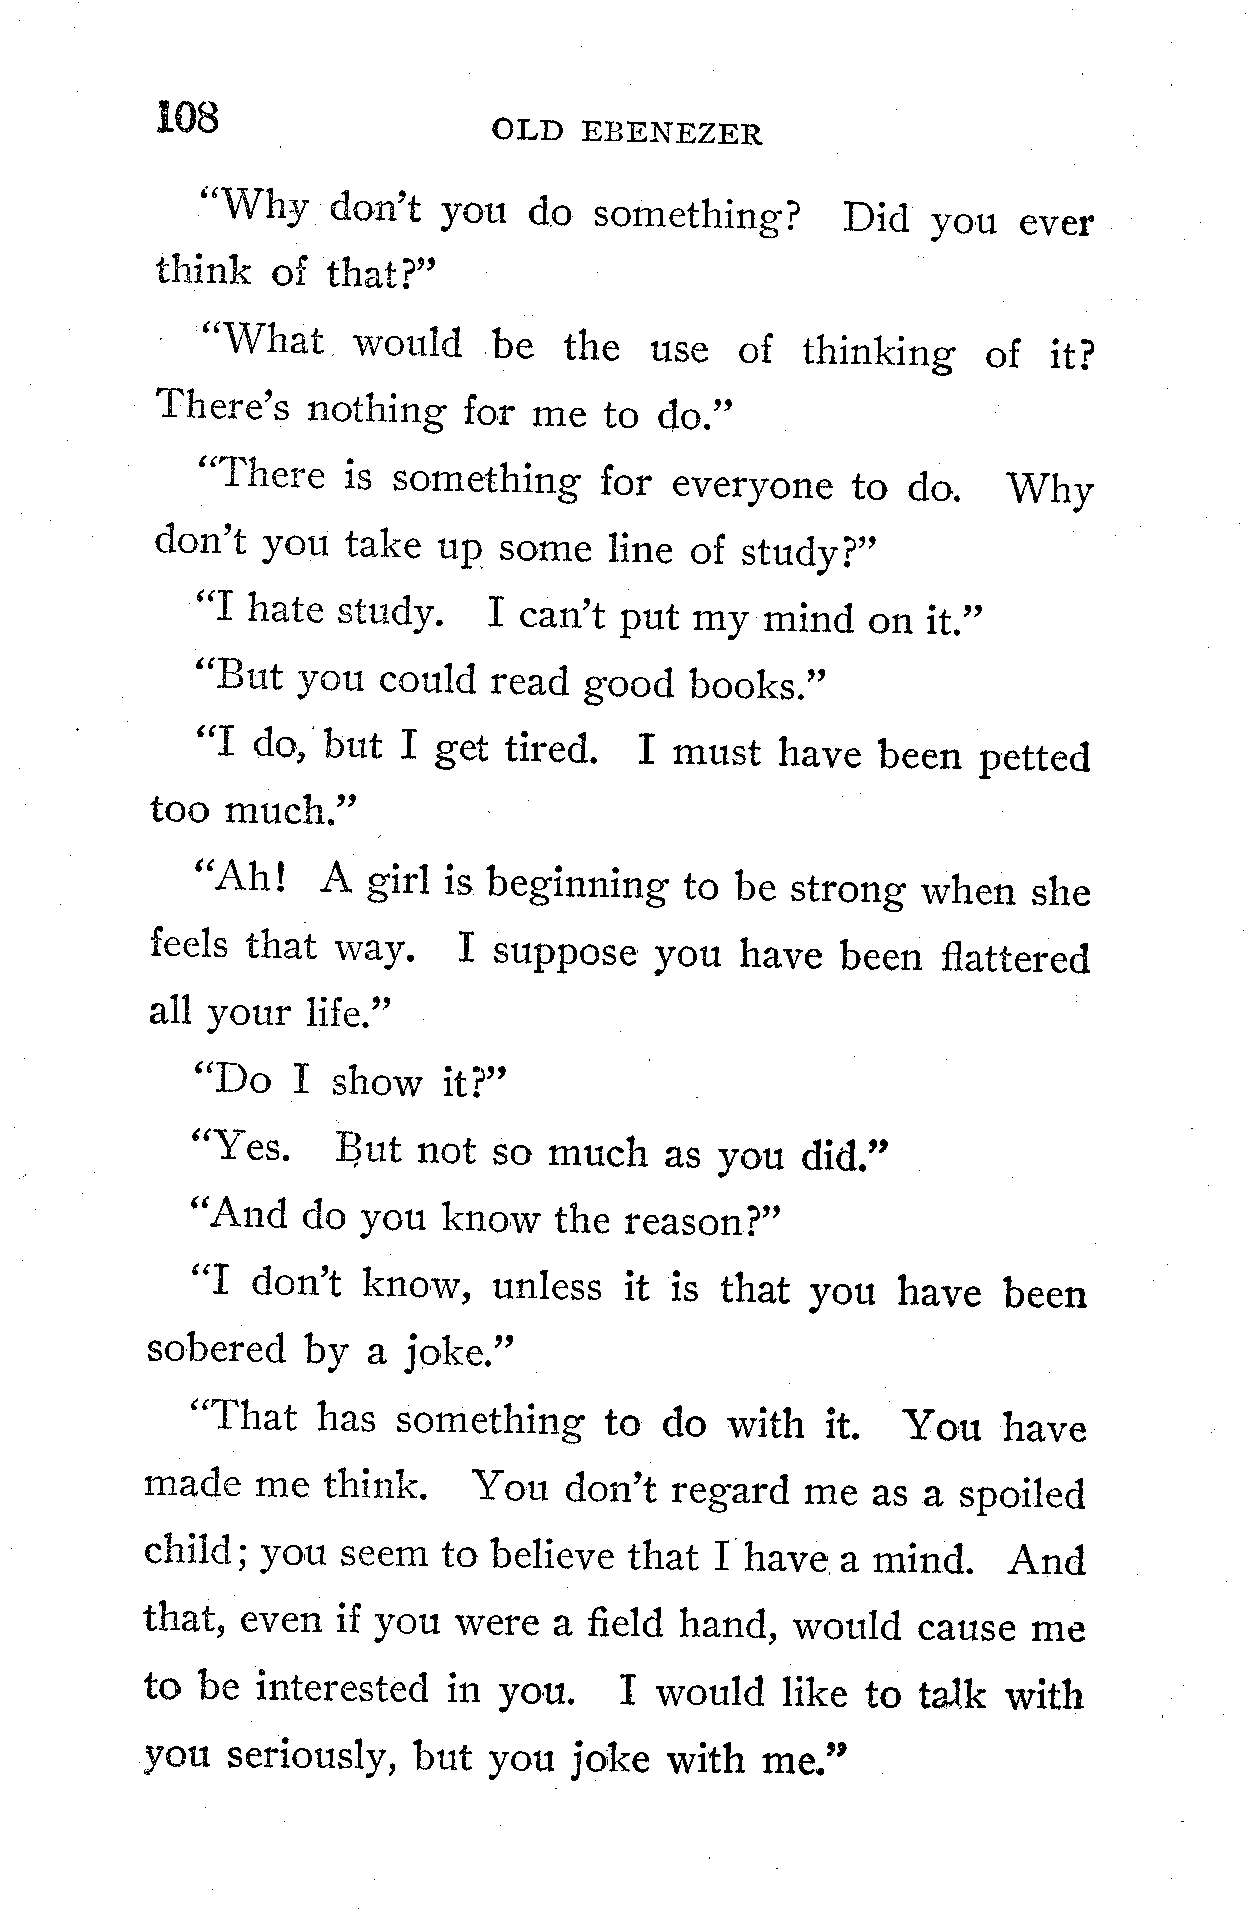 108
OLD EBENEZER
“Why don’t you do something? Did you ever
think of that?”
“What would be the use of thinking of it?
There’s nothing for me to do.”
“There is something for everyone to do. Why
don’t you take up some line of study?”
“I hate study. I can’t put my mind on it.”
“But you could read good books.”
“I do, but I get tired. I must have been petted
too much.”
“Ah! A girl is beginning to be strong when she
feels that way. I suppose you have been flattered
all your life.”
“Do I show it?”
“Yes. But not so much as you did.”
“And do you know the reason?”
“I don’t know, unless it is that you have been
sobered by a joke.”
“That has something to do with it. You have
made me think. You don’t regard me as a spoiled
child; you seem to believe that I have a mind. And
that, even if you were a field hand, would cause me
to be interested in you. I would like to talk with
you seriously, but you joke with me.”